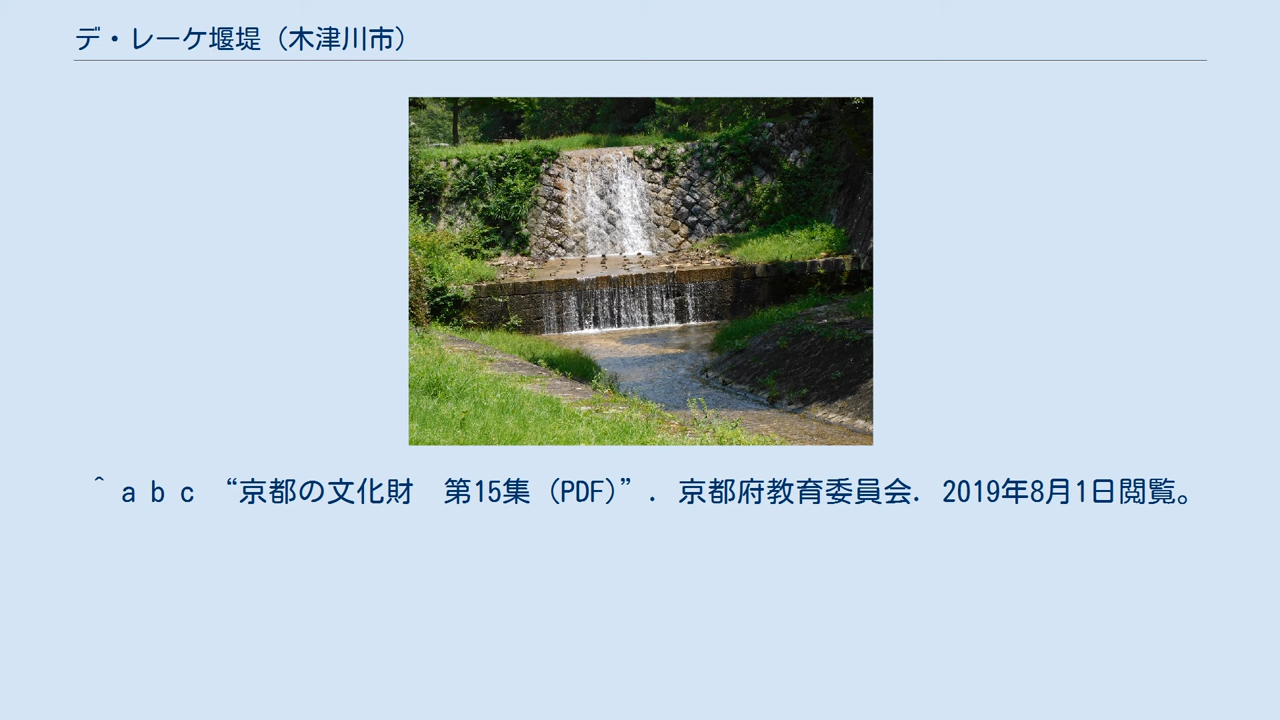 デ・レーケ堰堤（木津川市）
^ a b c “京都の文化財　第15集（PDF）”. 京都府教育委員会. 2019年8月1日閲覧。